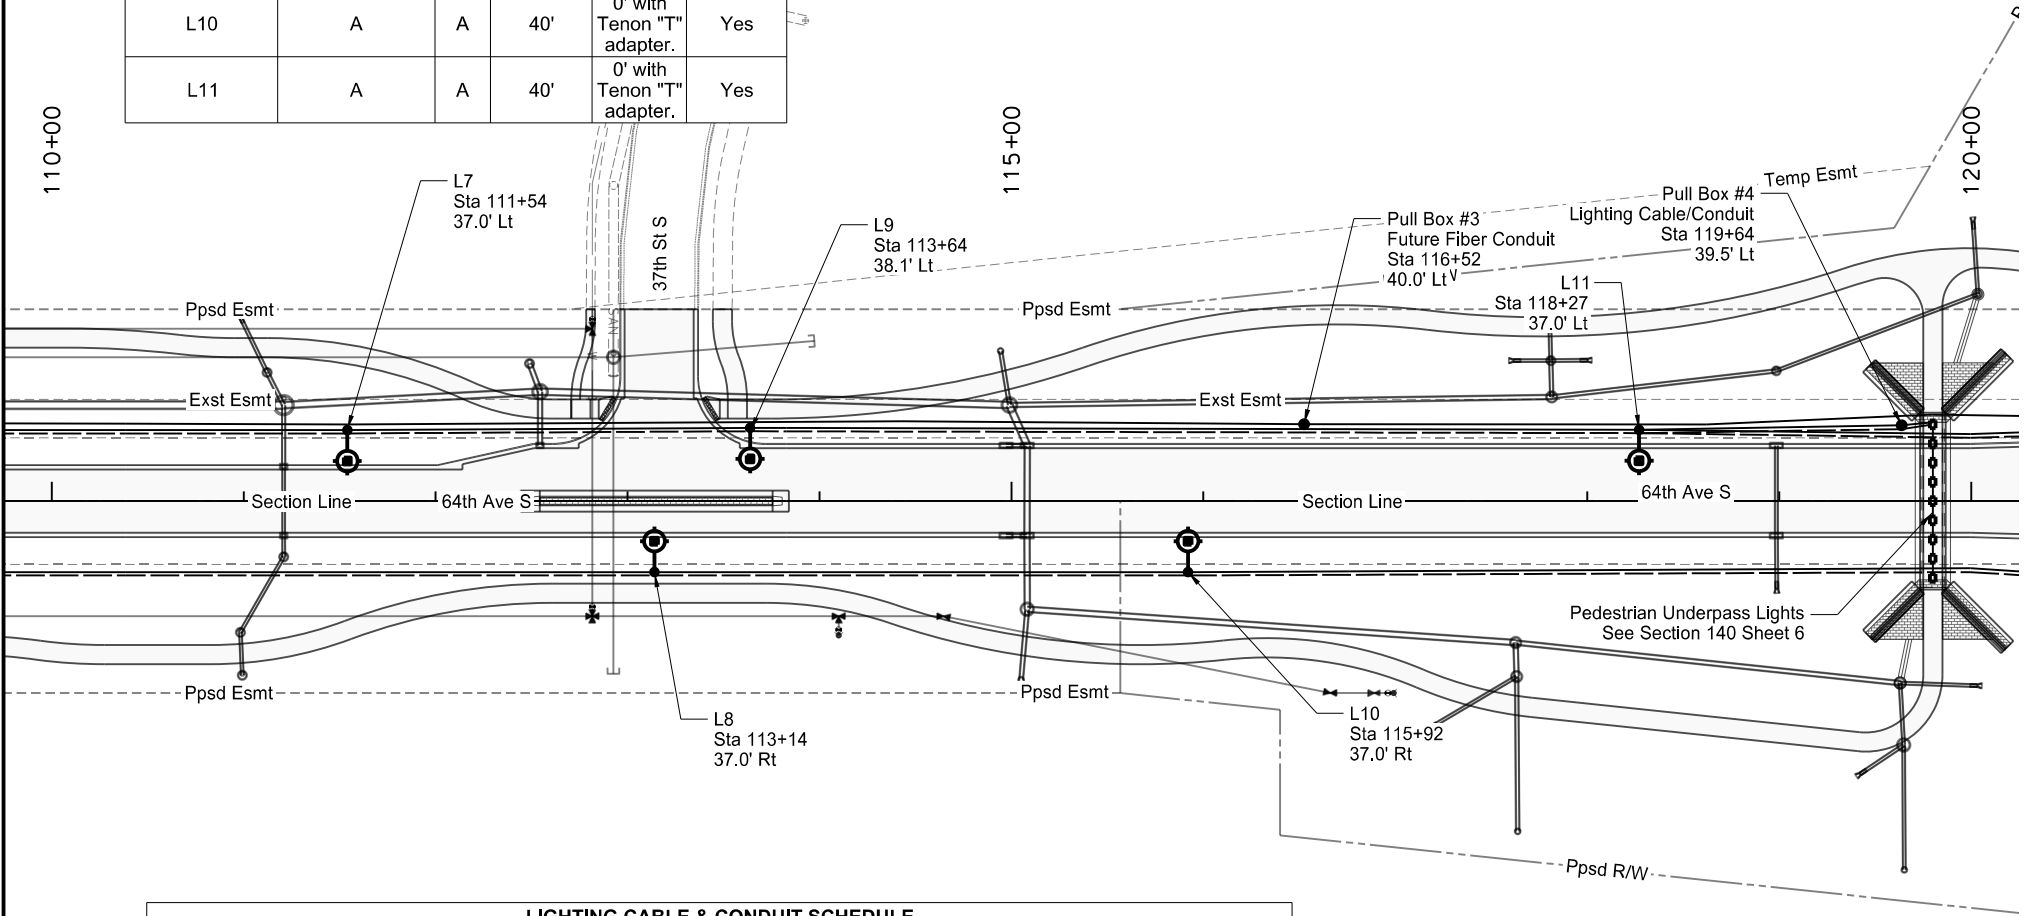 L10 A A 40' 0' with Tenon "T" adapter. Yes
L11 A A 40' 0' with Tenon "T" adapter. Yes
110+00
115+00
120+00
L7
Sta 111+54
37.0' Lt
37th St S
L9
Sta 113+64
38.1' Lt
Pull Box #3
Future Fiber Conduit
Sta 116+52
40.0' Lt
Pull Box #4
Lighting Cable/Conduit
Sta 119+64
39.5' Lt
Temp Esmt
L11
Sta 118+27
37.0' Lt
Ppsd Esmt
Ppsd Esmt
SAN
Exst Esmt
Exst Esmt
Section Line
64th Ave S
Section Line
64th Ave S
Pedestrian Underpass Lights
See Section 140 Sheet 6
Ppsd Esmt
Ppsd Esmt
L8
Sta 113+14
37.0' Rt
L10
Sta 115+92
37.0' Rt
Ppsd R/W
LIGHTING CABLE & CONDUIT SCHEDULE